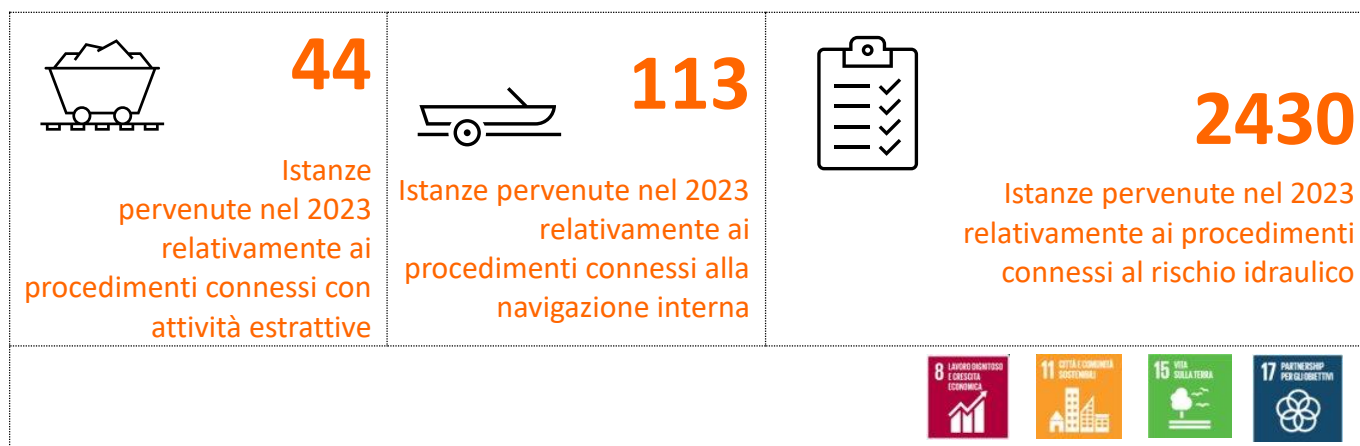 44
Istanze
pervenute nel 2023
relativamente ai
procedimenti connessi con
attività estrattive
113
Istanze pervenute nel 2023
relativamente ai
procedimenti connessi alla
navigazione interna
2430
Istanze pervenute nel 2023
relativamente ai procedimenti
connessi al rischio idraulico
8 LAVORO DIGNITOSO
E CRESCITA
ECONOMICA
11 CITTÀ E COMUNITÀ
SOSTENIBILI
15 VITA
SULLA TERRA
17 PARTNERSHIP
PER GLI OBIETTIVI